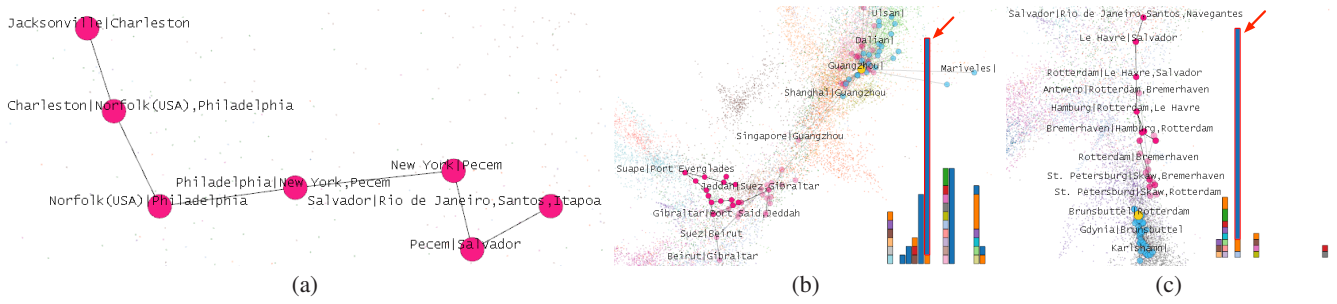 Jacksonville|Charleston
Charleston|Norfolk(USA),Philadelphia
New York|Pecem
Philadelphia|New York,Pecem
Norfolk(USA)|Philadelphia
Salvador|Rio de Janeiro,Santos,Itapoa
Pecem|Salvador
(a)
Ulsan|
Dalian|
Guangzhou|
Mariveles|
Shanghai|Guangzhou
Singapore|Guangzhou
Suape|Port Everglades
Jeddah|Suez,Gibraltar
Gibraltar|Port Said,Jeddah
Suez|Beirut
Beirut|Gibraltar
(b)
Salvador|Rio de Janeiro,Santos,Navegantes
Le Havre|Salvador
Rotterdam|Le Havre,Salvador
Antwerp|Rotterdam,Bremerhaven
Hamburg|Rotterdam,Le Havre
Bremerhaven|Hamburg,Rotterdam
Rotterdam|Bremerhaven
St. Petersburg|Skaw,Bremerhaven
St. Petersburg|Skaw,Rotterdam
Brunsbuttel|Rotterdam
Gdynia|Brunsbuttel
Karlshamn|
(c)